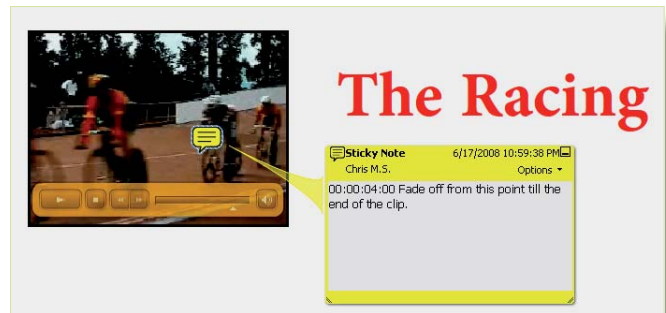 The Racing
Sticky Note 6/17/2008 10:59:38 PM
Chris M.S. Options
00:00:04:00 Fade off from this point till the
end of the clip.